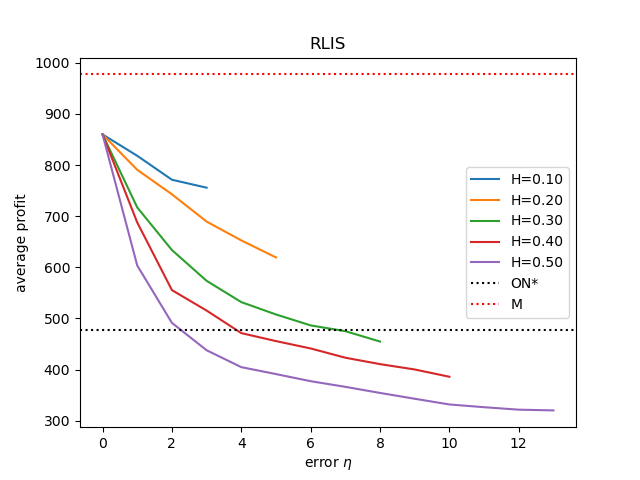 RLIS
1000
900
800
700
600
500
400
300
average profit
H=0.10
H=0.20
H=0.30
H=0.40
H=0.50
ON*
M
0 2 4 6 8 10 12
error η